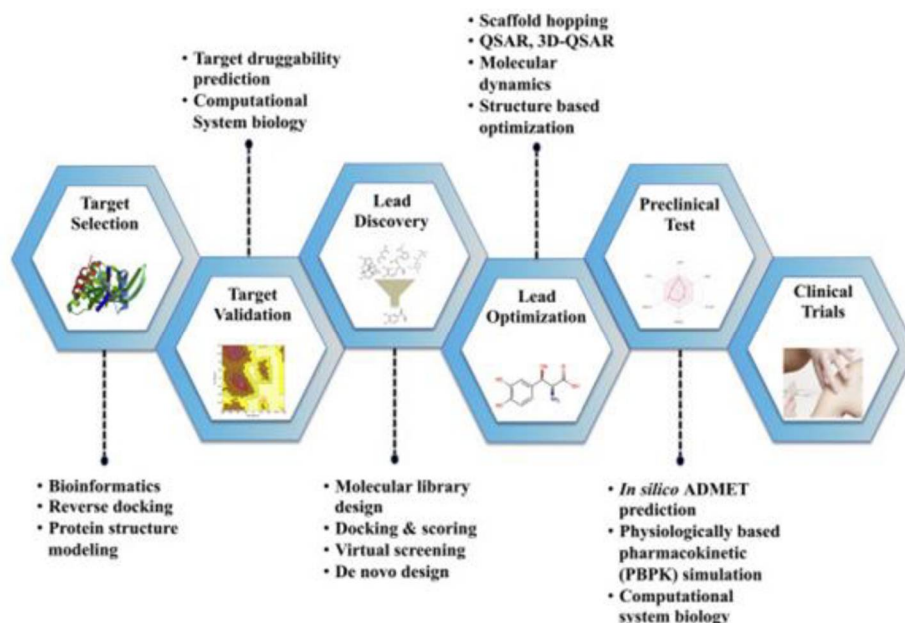 • Target druggability
prediction
• Computational
System biology
• Scaffold hopping
• QSAR, 3D-QSAR
• Molecular
dynamics
• Structure based
optimization
Target
Selection
Target
Validation
Lead
Discovery
Lead
Optimization
Preclinical
Test
Clinical
Trials
• Bioinformatics
• Reverse docking
• Protein structure
modeling
• Molecular library
design
• Docking & scoring
• Virtual screening
• De novo design
• In silico ADMET
prediction
• Physiologically based
pharmacokinetic
(PBPK) simulation
• Computational
system biology